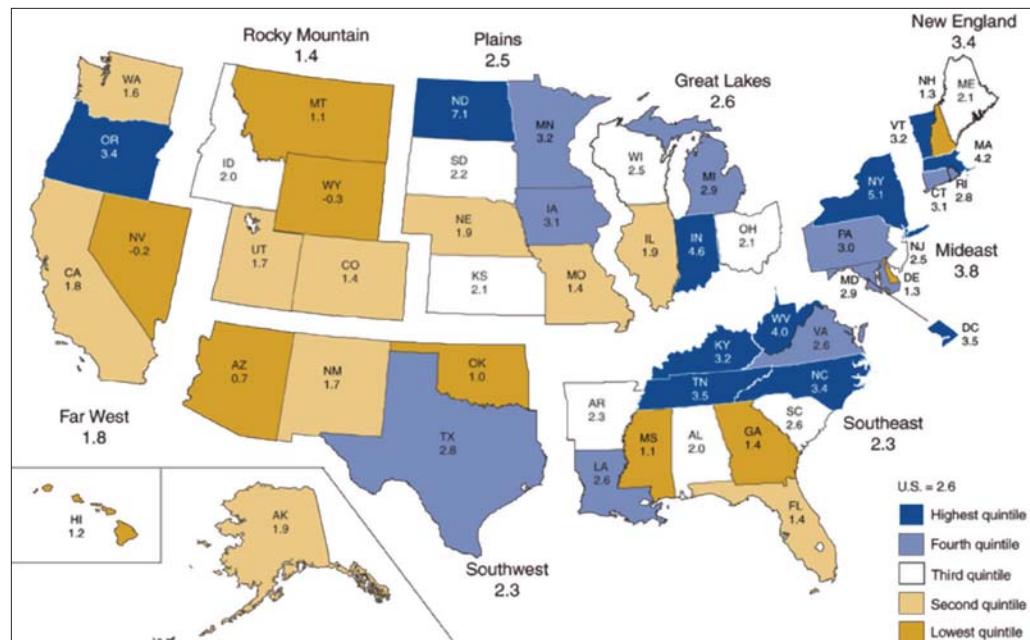 Rocky Mountain
1.4
Plains
2.5
Great Lakes
2.6
New England
3.4
WA
1.6
OR
3.4
CA
1.8
NV
-0.2
ID
2.0
MT
1.1
WY
-0.3
UT
1.7
CO
1.4
ND
7.1
SD
2.2
NE
1.9
KS
2.1
MN
3.2
IA
3.1
MO
1.4
WI
2.5
MI
2.9
IL
1.9
IN
4.6
OH
2.1
NH
1.3
ME
2.1
VT
3.2
MA
4.2
NY
5.1
CT
3.1
RI
2.8
PA
3.0
NJ
2.5
Mideast
3.8
MD
2.9
DE
1.3
DC
3.5
AZ
0.7
NM
1.7
OK
1.0
TX
2.8
Far West
1.8
Southwest
2.3
WV
4.0
VA
2.6
KY
3.2
TN
3.5
NC
3.4
AR
2.3
SC
2.6
MS
1.1
AL
2.0
GA
1.4
LA
2.6
FL
1.4
Southeast
2.3
HI
1.2
AK
1.9
U.S. = 2.6
Highest quintile
Fourth quintile
Third quintile
Second quintile
Lowest quintile